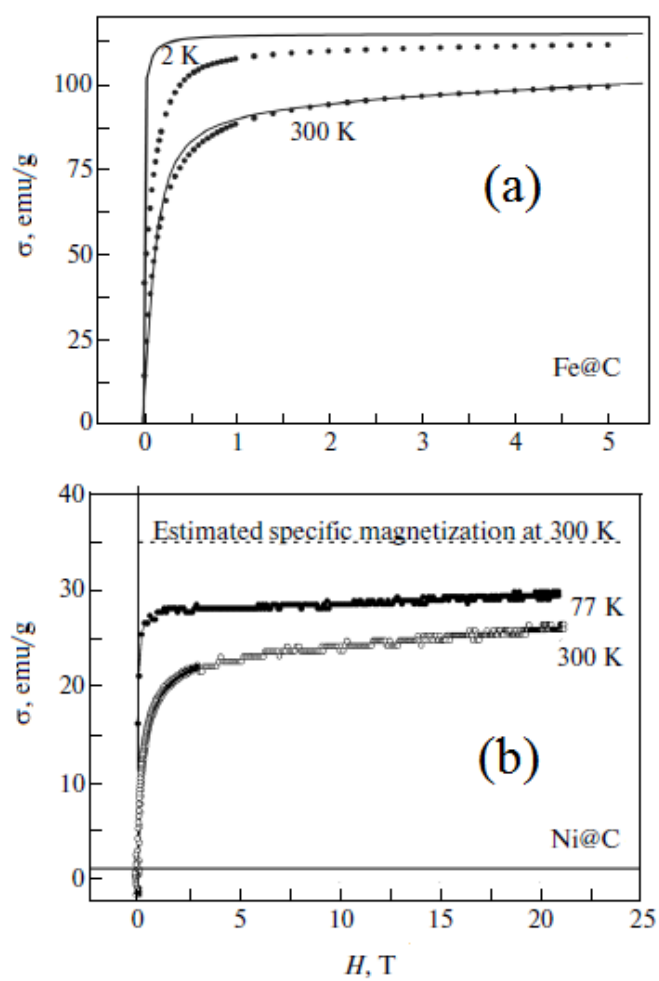 100
75
50
25
0
σ, emu/g
2 K
300 K
(a)
Fe@C
0
1
2
3
4
5
40
30
20
10
0
σ, emu/g
Estimated specific magnetization at 300 K
77 K
300 K
(b)
Ni@C
0
5
10
15
20
25
H, T